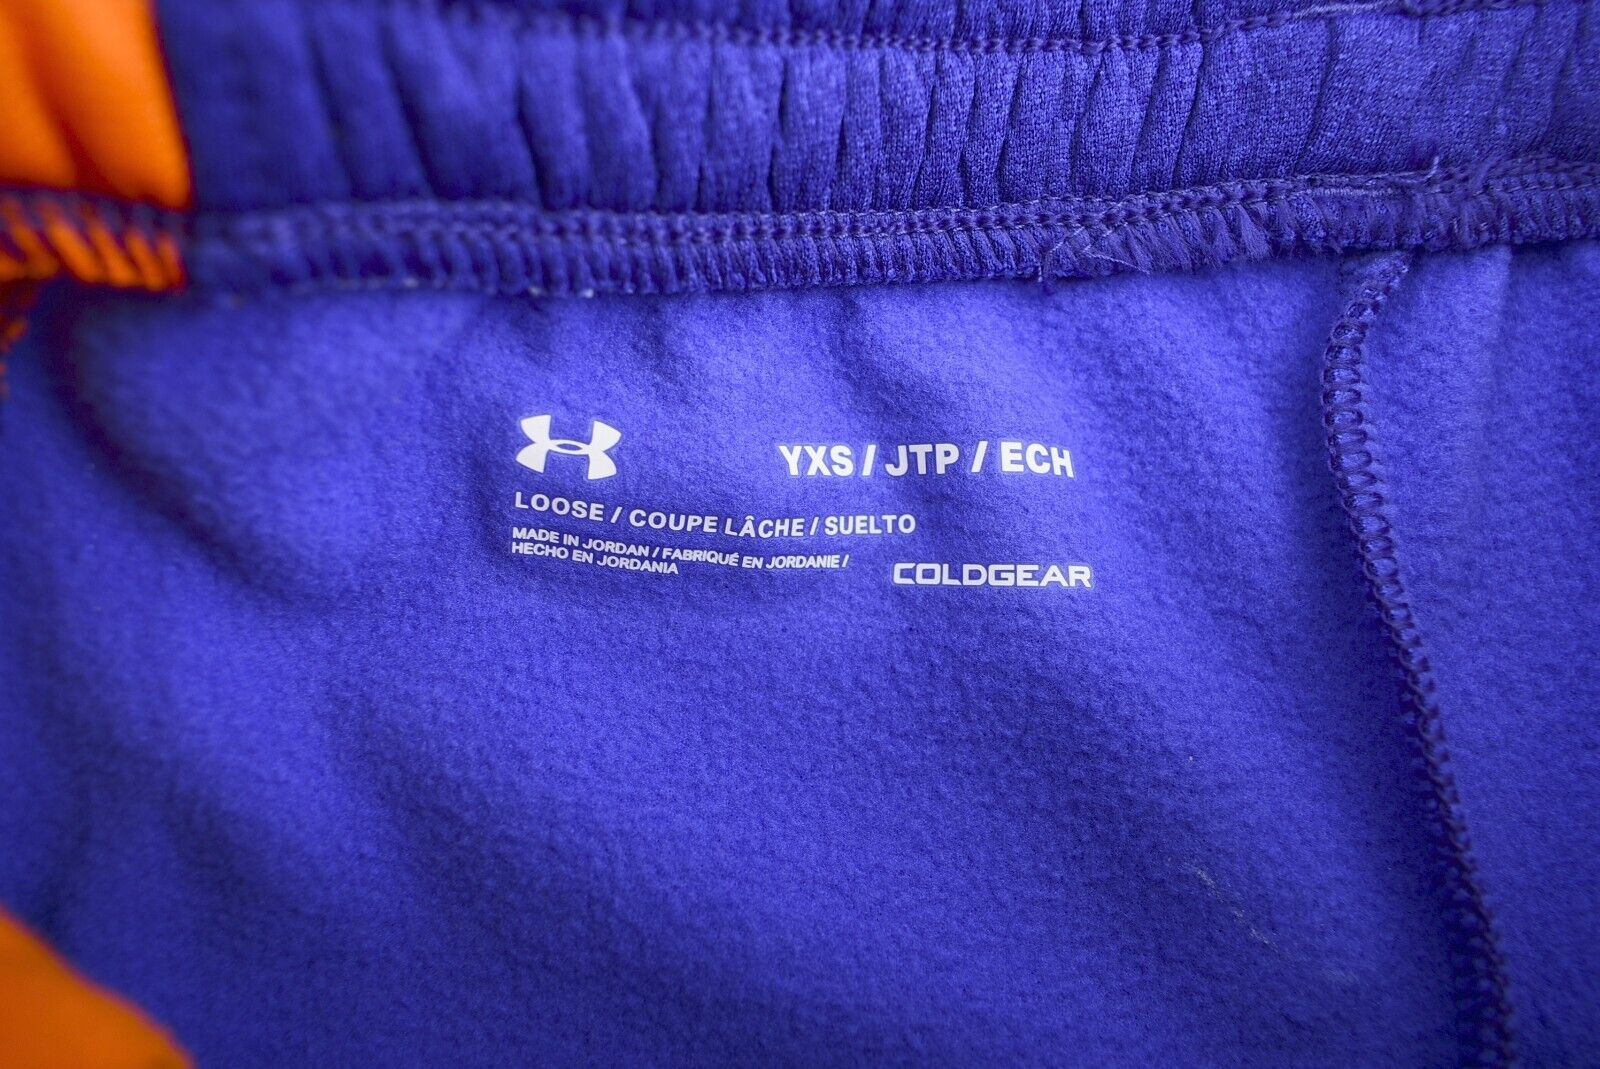 YXS / JTP / ECH
LOOSE / COUPE LÂCHE / SUELTO
MADE IN JORDAN / FABRIQUÉ EN JORDANIE /
HECHO EN JORDANIA
COLDGEAR